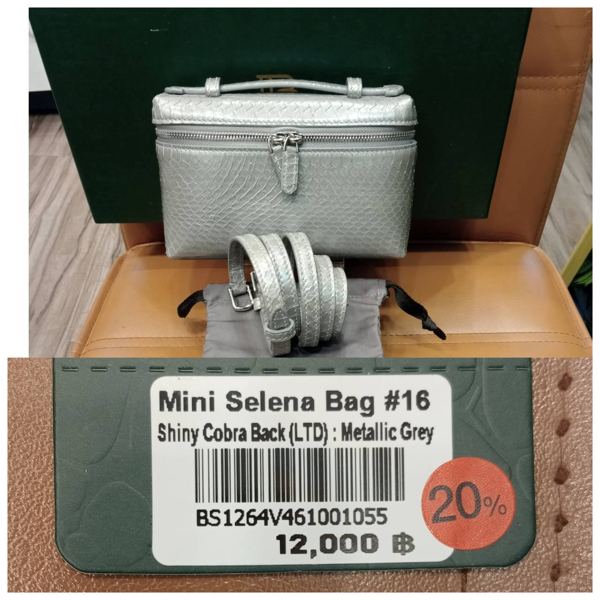 Mini Selena Bag #16
Shiny Cobra Back {LTD} : Metallic Grey
BS1264V461001055
12,000 ฿
20%